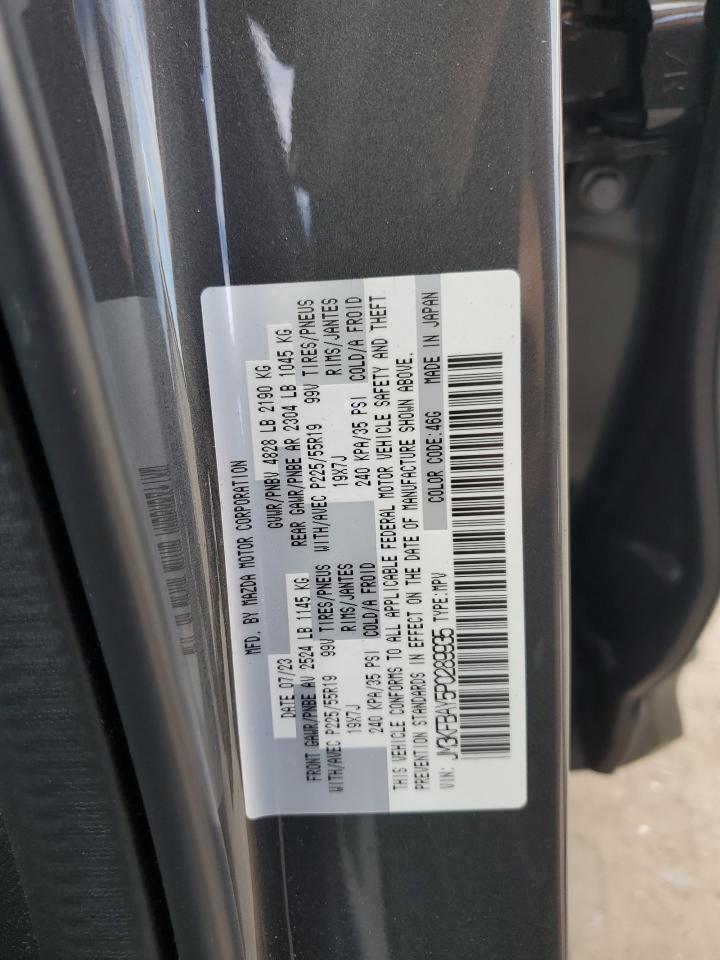 MFD. BY MAZDA MOTOR CORPORATION
DATE 07/23 GVWR/PNBV 4828 LB 2190 KG
FRONT GAWR/PNBE AV 2524 LB 1145 KG REAR GAWR/PNBE AR 2304 LB 1045 KG
WITH/AVEC P225/55R19 99V TIRES/PNEUS WITH/AVEC P225/55R19 99V TIRES/PNEUS
19X7J RIMS/JANTES 19X7J RIMS/JANTES
240 KPA/35 PSI COLD/A FROID 240 KPA/35 PSI COLD/A FROID
THIS VEHICLE CONFORMS TO ALL APPLICABLE FEDERAL MOTOR VEHICLE SAFETY AND THEFT
PREVENTION STANDARDS IN EFFECT ON THE DATE OF MANUFACTURE SHOWN ABOVE.
COLOR CODE:46G MADE IN JAPAN
VIN: JM3KFBAY5P0289935 TYPE:MPV